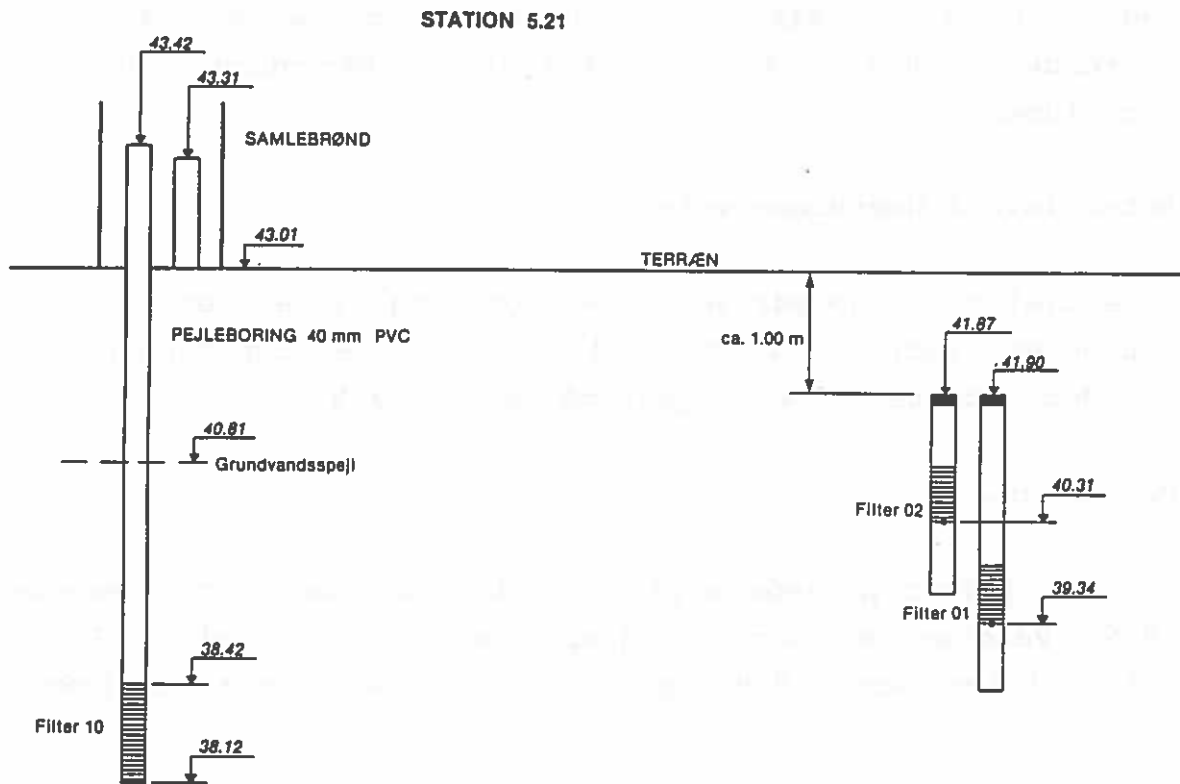 STATION 5.21
43.42
43.31
SAMLEBRØND
43.01
TERRÆN
PEJLEBORING 40 mm PVC
ca. 1.00 m
41.87
41.90
40.81
Grundvandsspejl
Filter 02
40.31
Filter 01
39.34
38.42
Filter 10
38.12